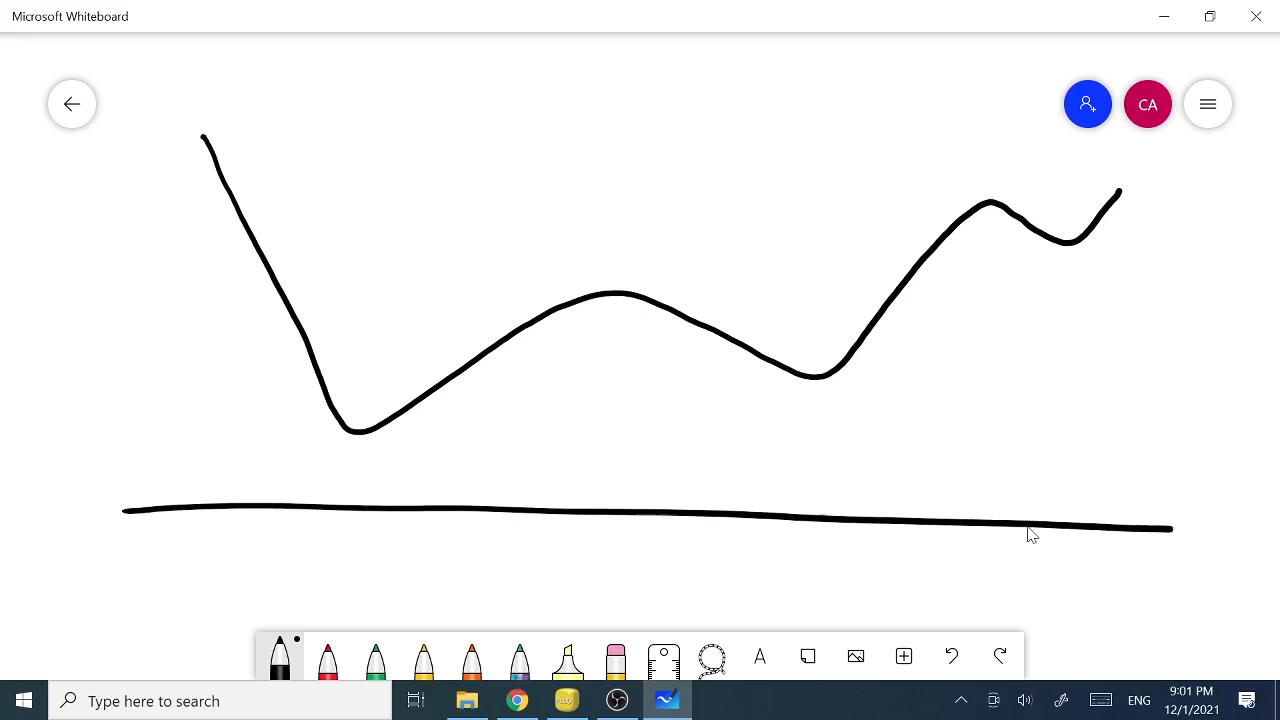 Microsoft Whiteboard
CA
A
Type here to search
ENG
9:01 PM
12/1/2021